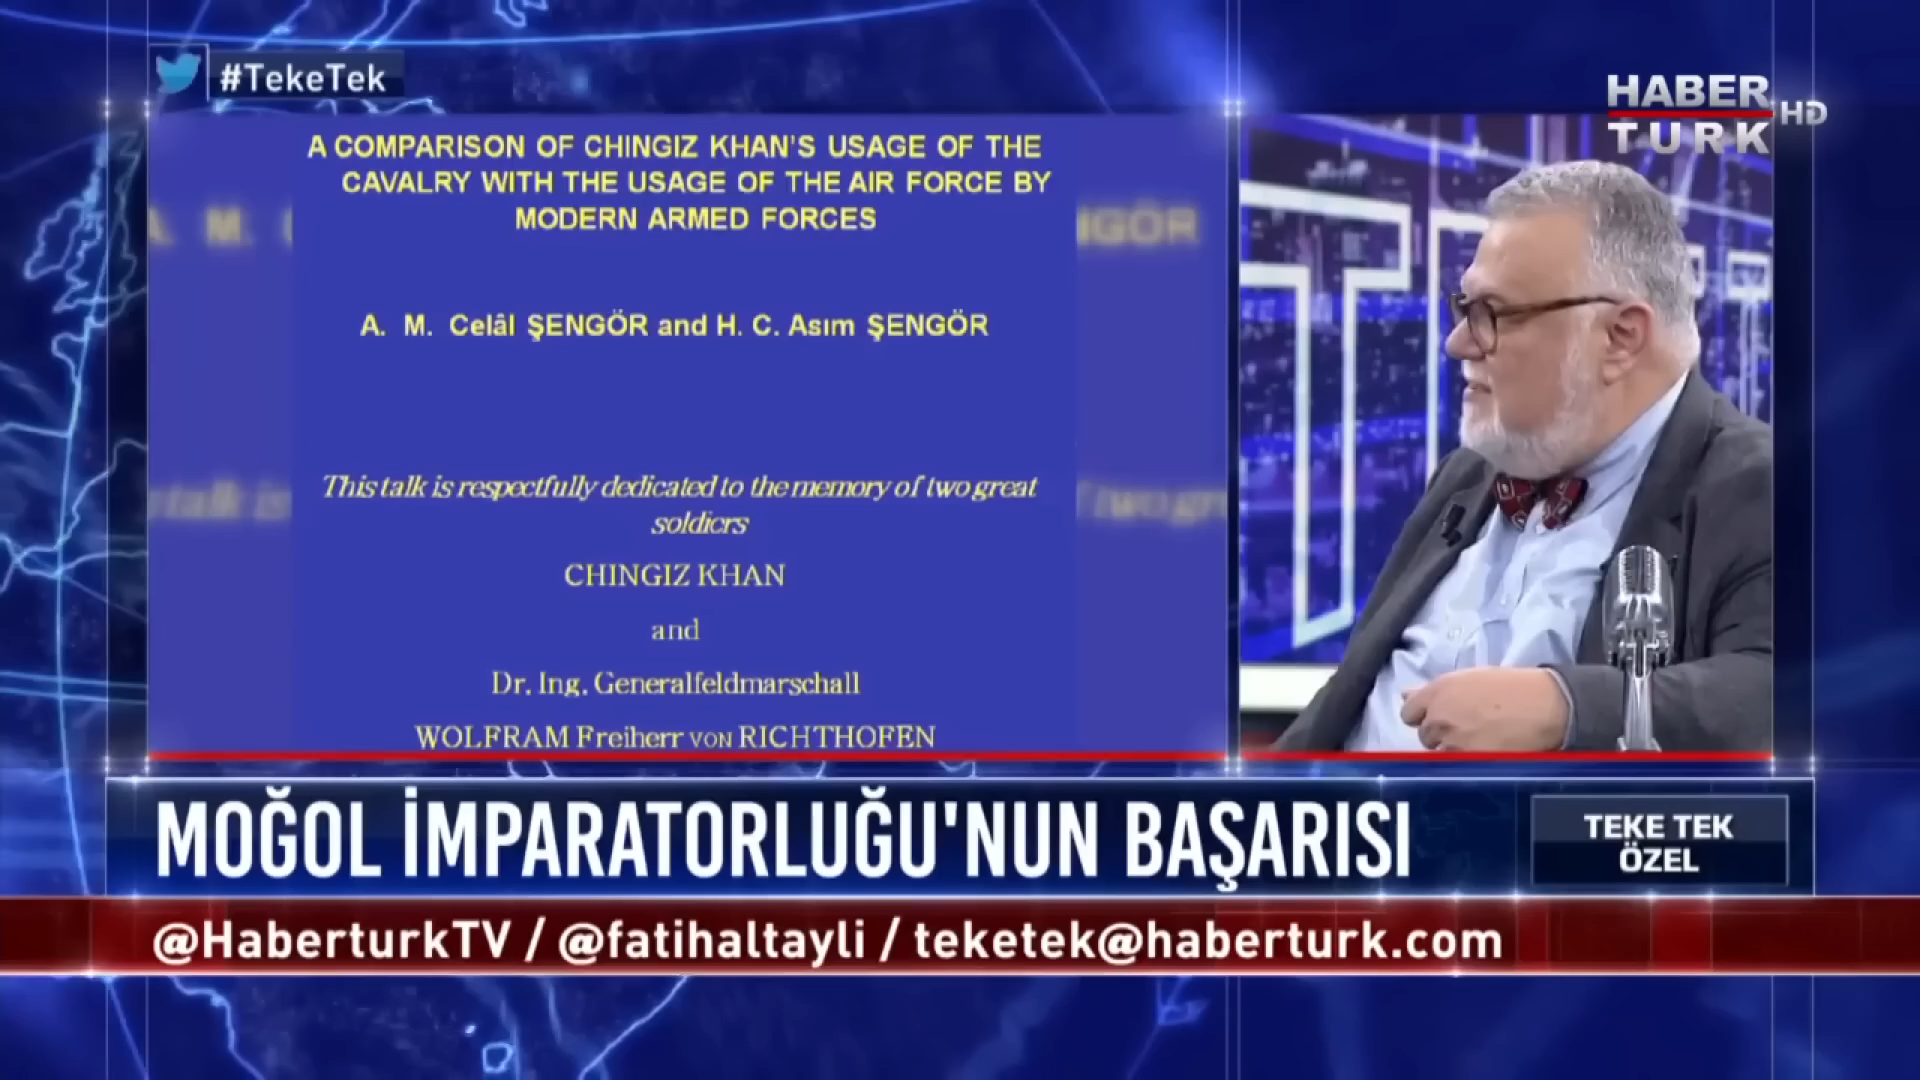 #TekeTek
HABER
TURK HD
A COMPARISON OF CHINGIZ KHAN'S USAGE OF THE
CAVALRY WITH THE USAGE OF THE AIR FORCE BY
MODERN ARMED FORCES
A. M. Celâl ŞENGÖR and H. C. Asım ŞENGÖR
This talk is respectfully dedicated to the memory of two great
soldiers
CHINGIZ KHAN
and
Dr. Ing. Generalfeldmarschall
WOLFRAM Freiherr VON RICHTHOFEN
MOĞOL İMPARATORLUĞU'NUN BAŞARISI
TEKE TEK
ÖZEL
@HaberturkTV / @fatihaltayli / teketek@haberturk.com